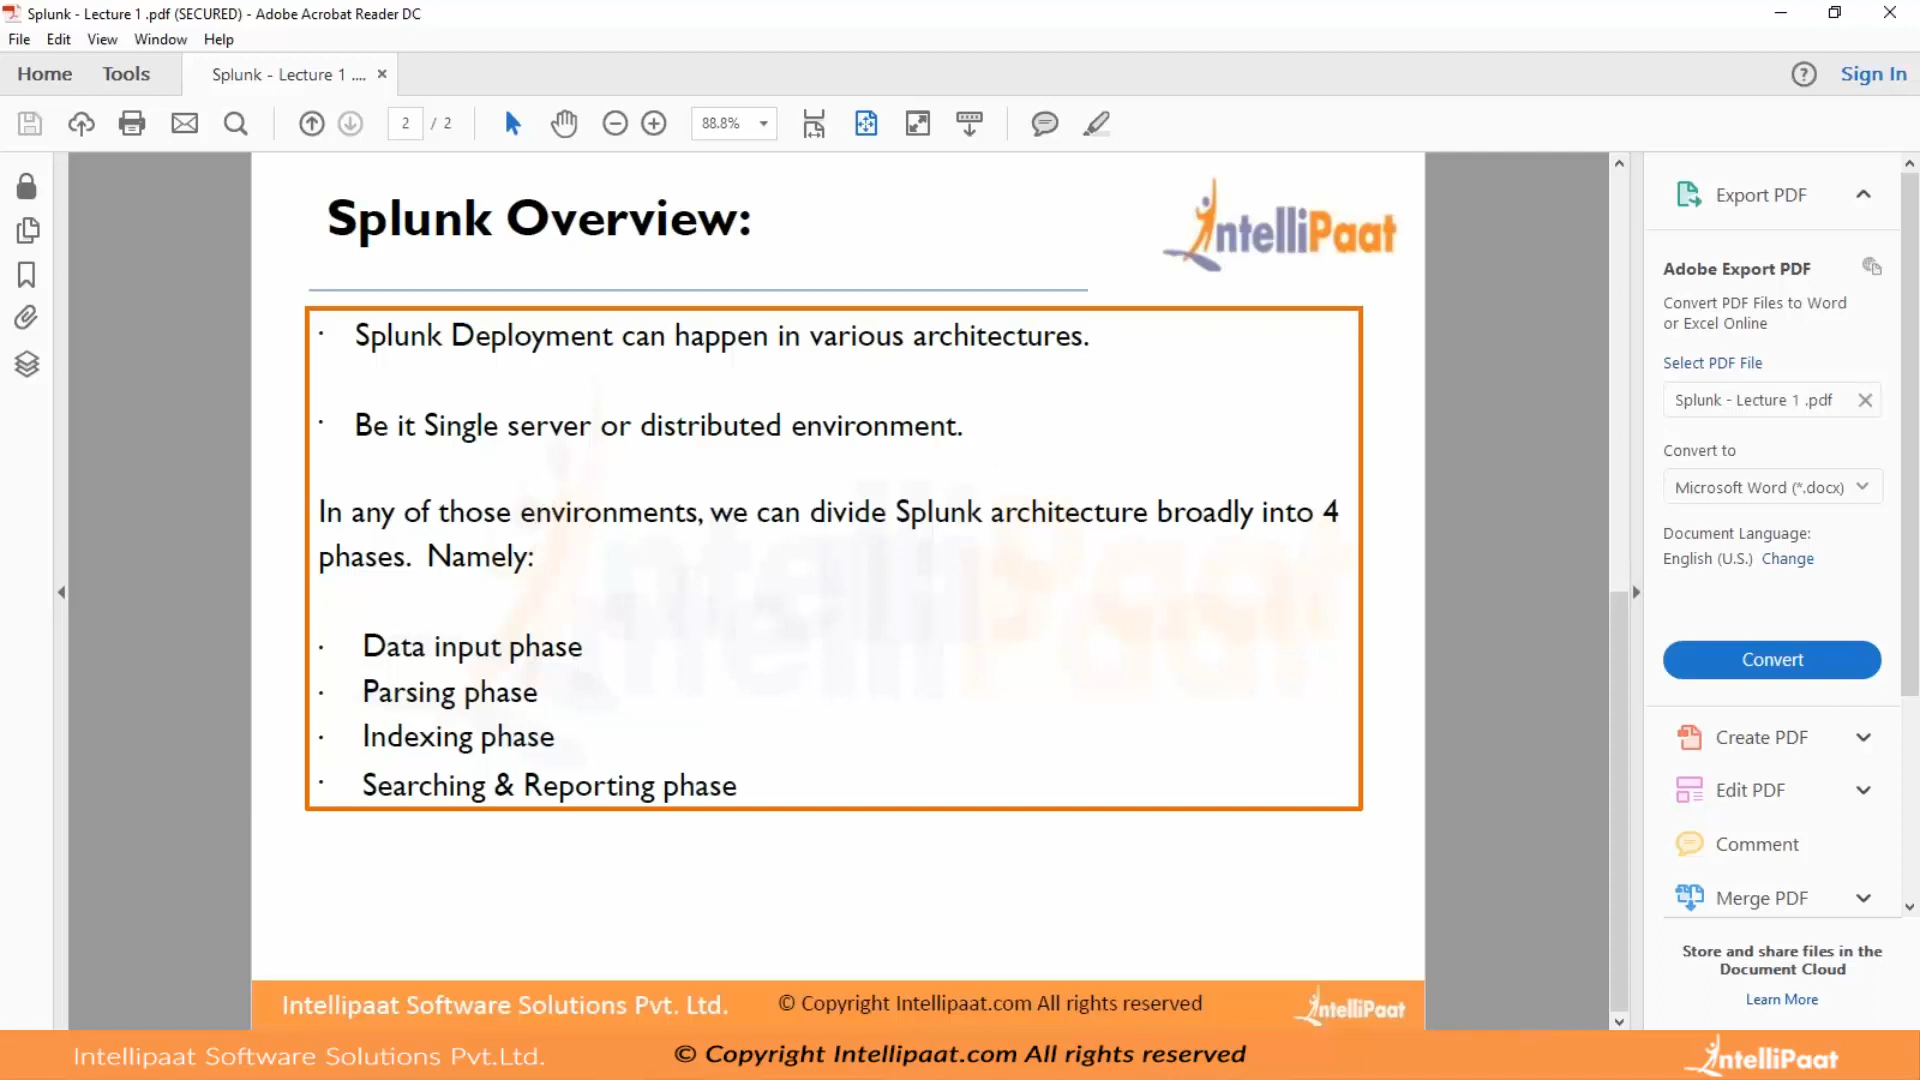 Splunk - Lecture 1 .pdf (SECURED) - Adobe Acrobat Reader DC
File Edit View Window Help
Home Tools Splunk - Lecture 1 .... × Sign In
2 / 2 88.8%
Splunk Overview:
IntelliPaat
· Splunk Deployment can happen in various architectures.
· Be it Single server or distributed environment.
In any of those environments, we can divide Splunk architecture broadly into 4
phases. Namely:
· Data input phase
· Parsing phase
· Indexing phase
· Searching & Reporting phase
Intellipaat Software Solutions Pvt. Ltd. © Copyright Intellipaat.com All rights reserved IntelliPaat
Export PDF
Adobe Export PDF
Convert PDF Files to Word
or Excel Online
Select PDF File
Splunk - Lecture 1 .pdf
Convert to
Microsoft Word (*.docx)
Document Language:
English (U.S.) Change
Convert
Create PDF
Edit PDF
Comment
Merge PDF
Store and share files in the
Document Cloud
Learn More
Intellipaat Software Solutions Pvt.Ltd. © Copyright Intellipaat.com All rights reserved IntelliPaat